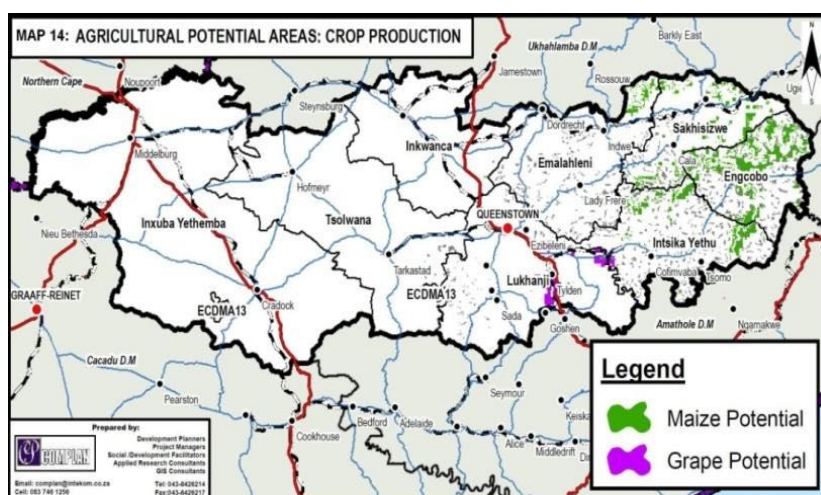 MAP 14: AGRICULTURAL POTENTIAL AREAS: CROP PRODUCTION
Ukhahlamba D.M
Barkly East
N
S
Northern Cape
Noupoort
Jamestown
Rossouw
Ugie
Steynsburg
Dordrecht
Sakhisizwe
Inkwanca
Indwe
Middelburg
Emalahleni
Cala
Engcobo
Hofmeyr
Lady Frere
Nieu Bethesda
Inxuba Yethemba
Tsolwana
QUEENSTOWN
Ezibeleni
Intsika Yethu
Tarkastad
Cofimvaba
Tsomo
Lukhanji
GRAAFF-REINET
ECDMA13
Cradock
ECDMA13
Tylden
Sada
Goshen
Amathole D.M
Ngamakwe
Cacadu D.M
Pearston
Seymour
Keiska
Bedford
Adelaide
Cookhouse
Alice
Middledrift
Di
Legend
Maize Potential
Grape Potential
Prepared by:
COMPLAN
Development Planners
Project Managers
Social /Development Facilitators
Applied Research Consultants
GIS Consultants
Email: complan@intekom.co.za
Cell: 083 746 1256
Tel: 043-6426214
Fax:043-6426217